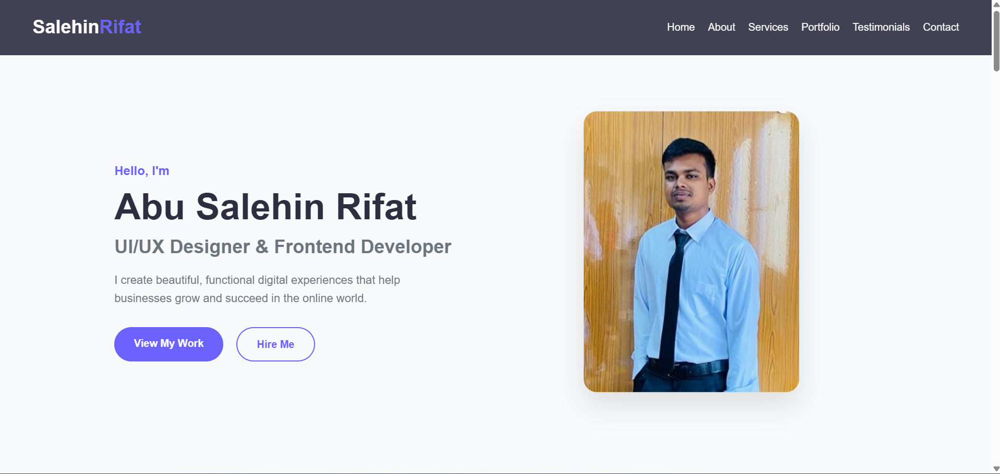 SalehinRifat
Home About Services Portfolio Testimonials Contact
Hello, I'm
Abu Salehin Rifat
UI/UX Designer & Frontend Developer
I create beautiful, functional digital experiences that help
businesses grow and succeed in the online world.
View My Work
Hire Me